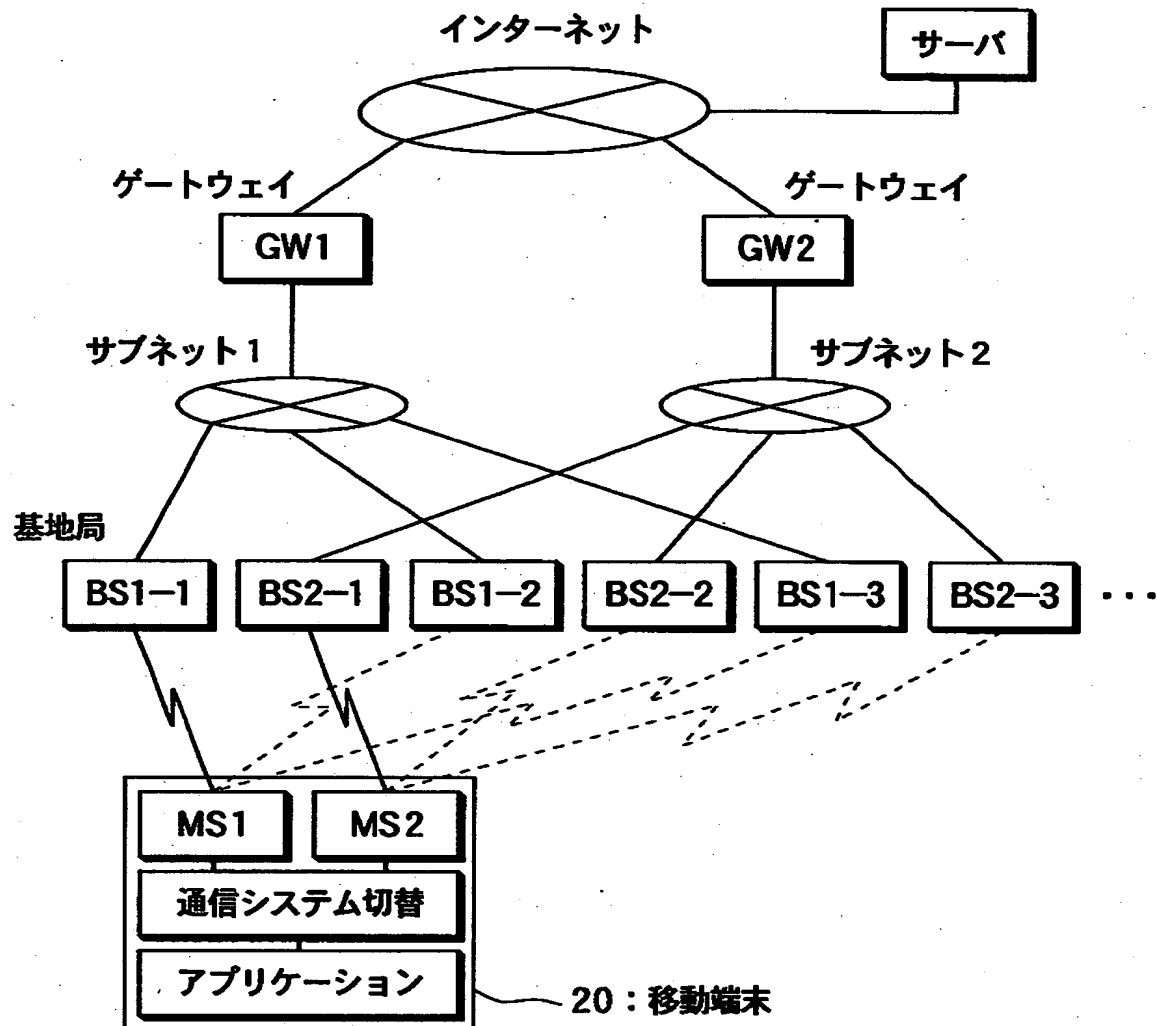 インターネット
サーバ
ゲートウェイ
ゲートウェイ
GW1
GW2
サブネット1
サブネット2
基地局
BS1−1
BS2−1
BS1−2
BS2−2
BS1−3
BS2−3
･･･
MS1
MS2
通信システム切替
アプリケーション
20：移動端末